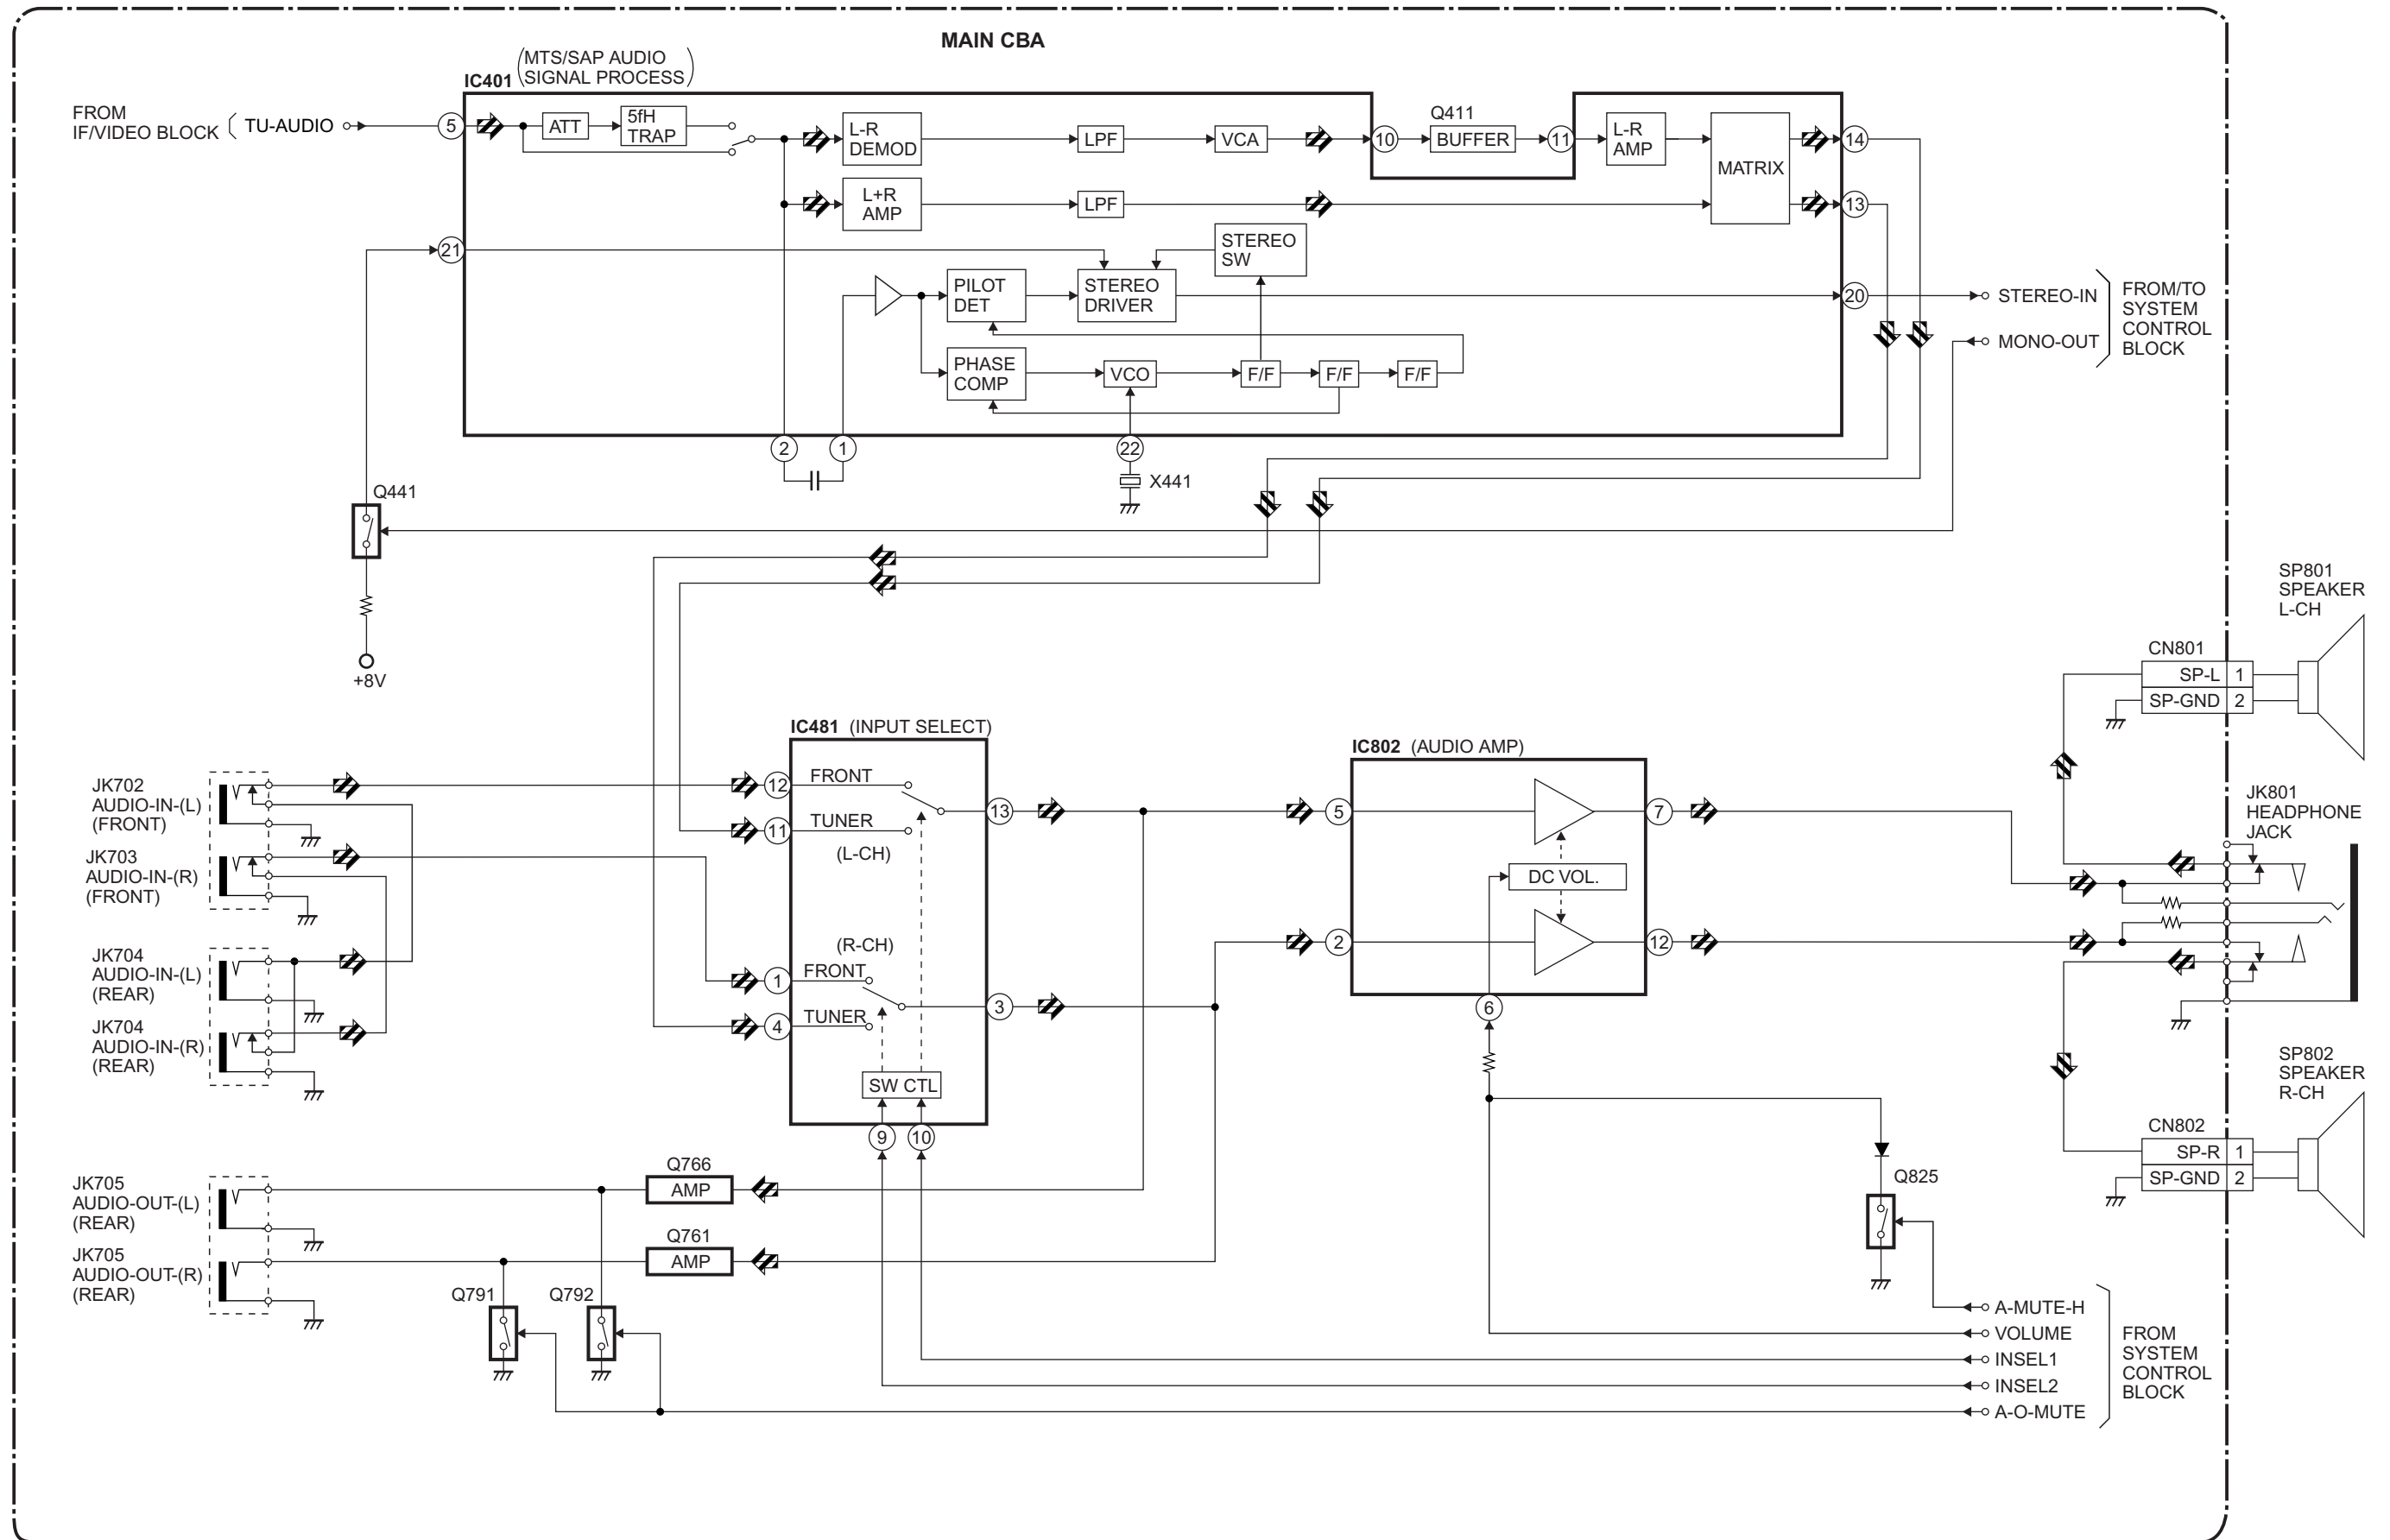 MAIN CBA
IC401
(MTS/SAP AUDIO
SIGNAL PROCESS)
FROM
IF/VIDEO BLOCK
TU-AUDIO
5
ATT
5fH
TRAP
L-R
DEMOD
LPF
VCA
10
Q411
BUFFER
11
L-R
AMP
MATRIX
14
L+R
AMP
LPF
13
21
STEREO
SW
PILOT
DET
STEREO
DRIVER
20
STEREO-IN
MONO-OUT
FROM/TO
SYSTEM
CONTROL
BLOCK
PHASE
COMP
VCO
F/F
F/F
F/F
2
1
22
X441
Q441
+8V
SP801
SPEAKER
L-CH
CN801
SP-L 1
SP-GND 2
IC481 (INPUT SELECT)
IC802 (AUDIO AMP)
JK702
AUDIO-IN-(L)
(FRONT)
JK703
AUDIO-IN-(R)
(FRONT)
JK704
AUDIO-IN-(L)
(REAR)
JK704
AUDIO-IN-(R)
(REAR)
12
FRONT
11
TUNER
(L-CH)
13
(R-CH)
1
FRONT
4
TUNER
3
SW CTL
9
10
5
7
DC VOL.
2
12
6
JK801
HEADPHONE
JACK
SP802
SPEAKER
R-CH
CN802
SP-R 1
SP-GND 2
JK705
AUDIO-OUT-(L)
(REAR)
JK705
AUDIO-OUT-(R)
(REAR)
Q766
AMP
Q761
AMP
Q791
Q792
Q825
A-MUTE-H
VOLUME
INSEL1
INSEL2
A-O-MUTE
FROM
SYSTEM
CONTROL
BLOCK